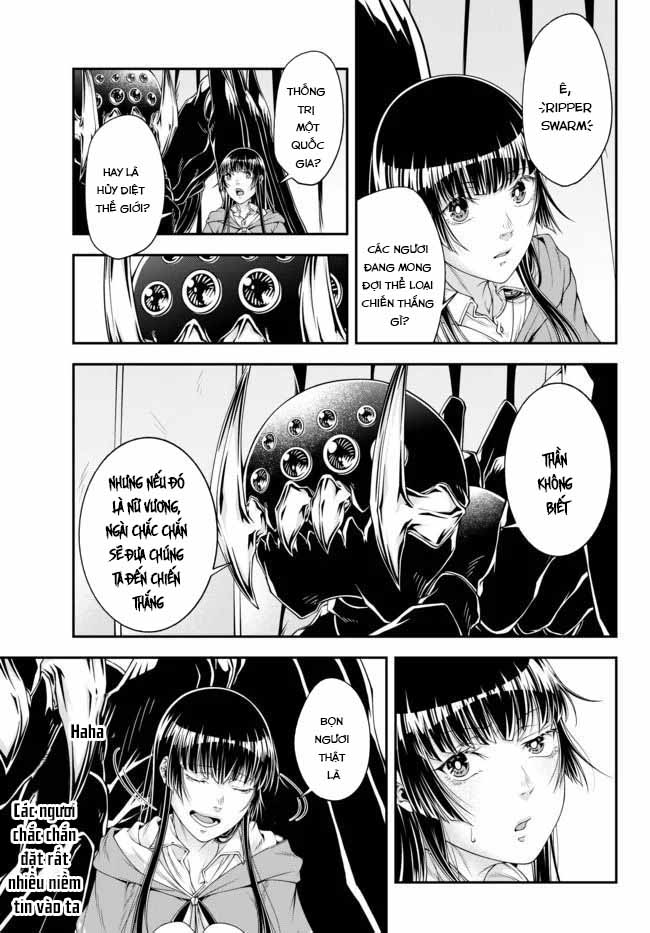 Ê,
RIPPER
SWARM
CÁC NGƯƠI
ĐANG MONG
ĐỢI THỂ LOẠI
CHIẾN THẮNG
GÌ?
THỐNG
TRỊ
MỘT
QUỐC
GIA?
HAY LÀ
HỦY DIỆT
THẾ GIỚI?
THẦN
KHÔNG
BIẾT
NHƯNG NẾU ĐÓ
LÀ NỮ VƯƠNG,
NGÀI CHẮC CHẮN
SẼ ĐƯA CHÚNG
TA ĐẾN CHIẾN
THẮNG
BỌN
NGƯƠI
THẬT
LÀ
Haha
Các ngươi
chắc chắn
đặt rất
nhiều niềm
tin vào ta